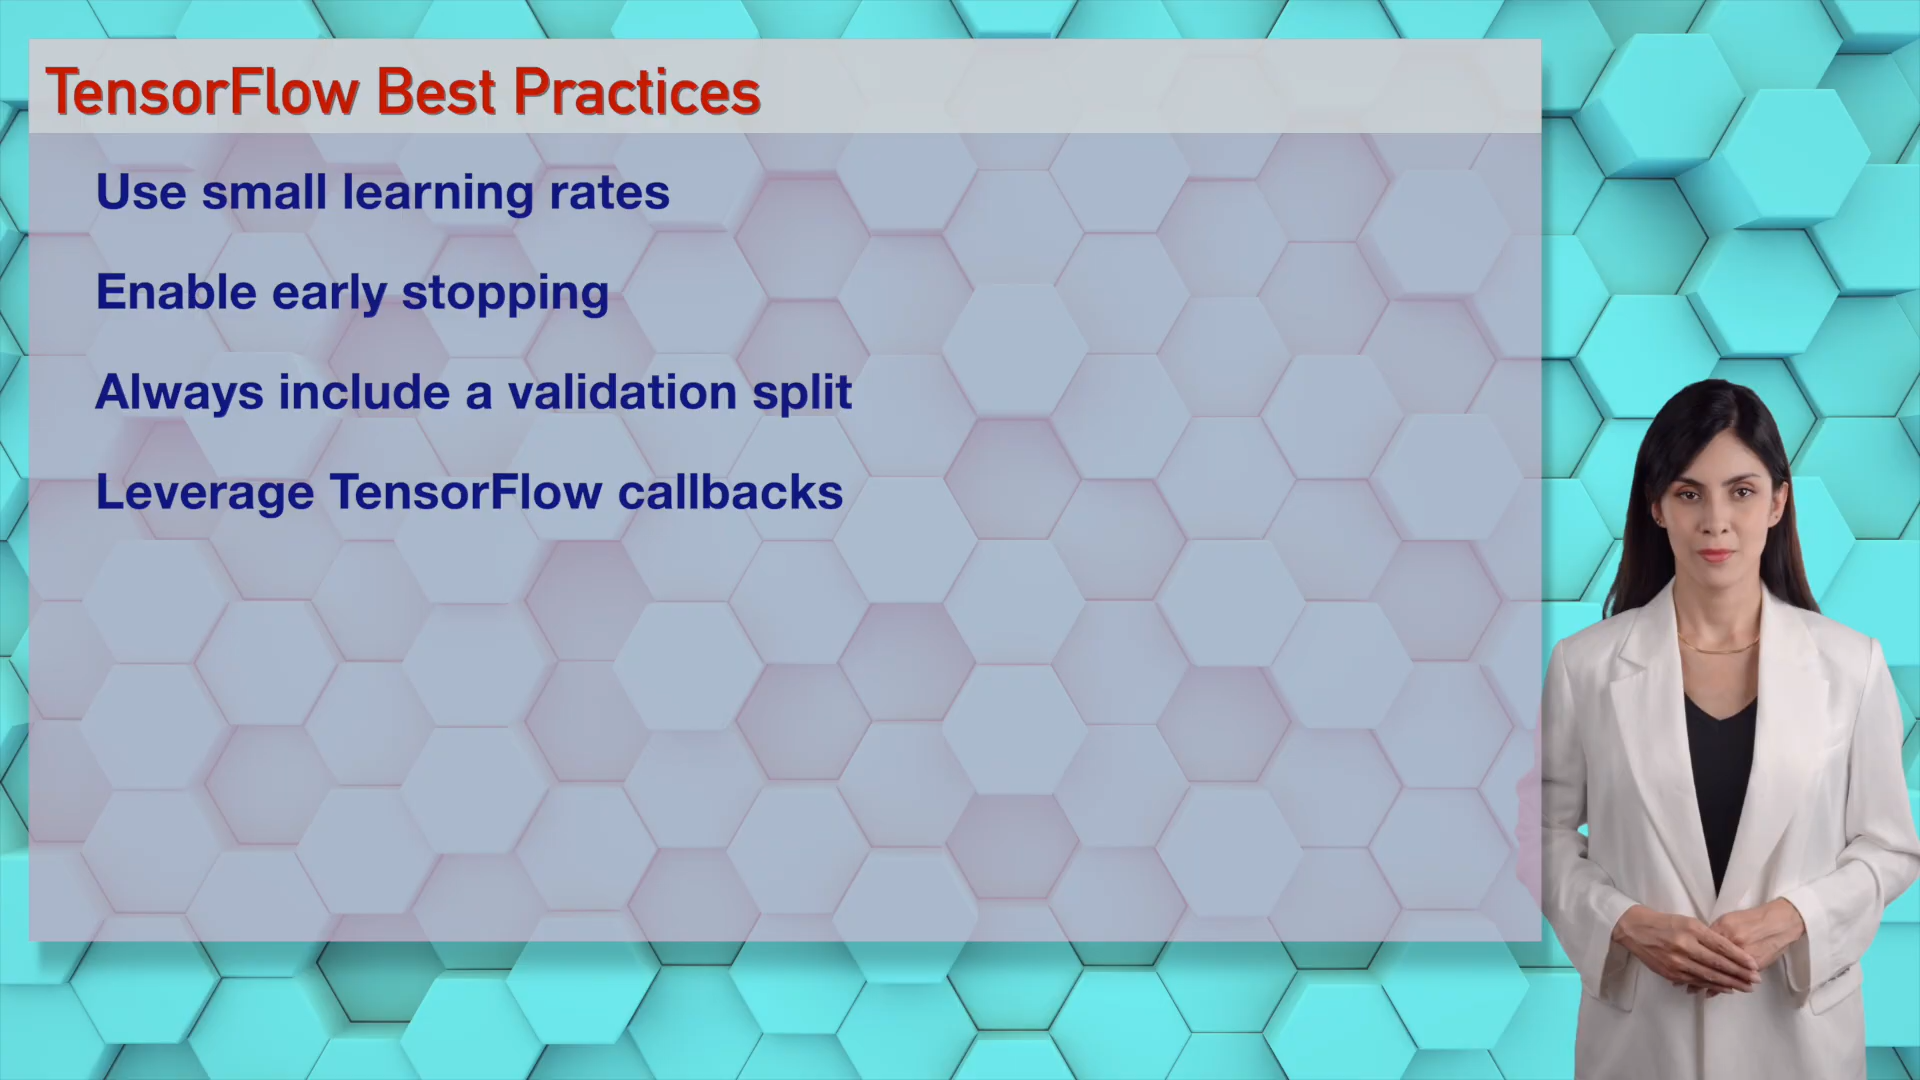 TensorFlow Best Practices
Use small learning rates
Enable early stopping
Always include a validation split
Leverage TensorFlow callbacks